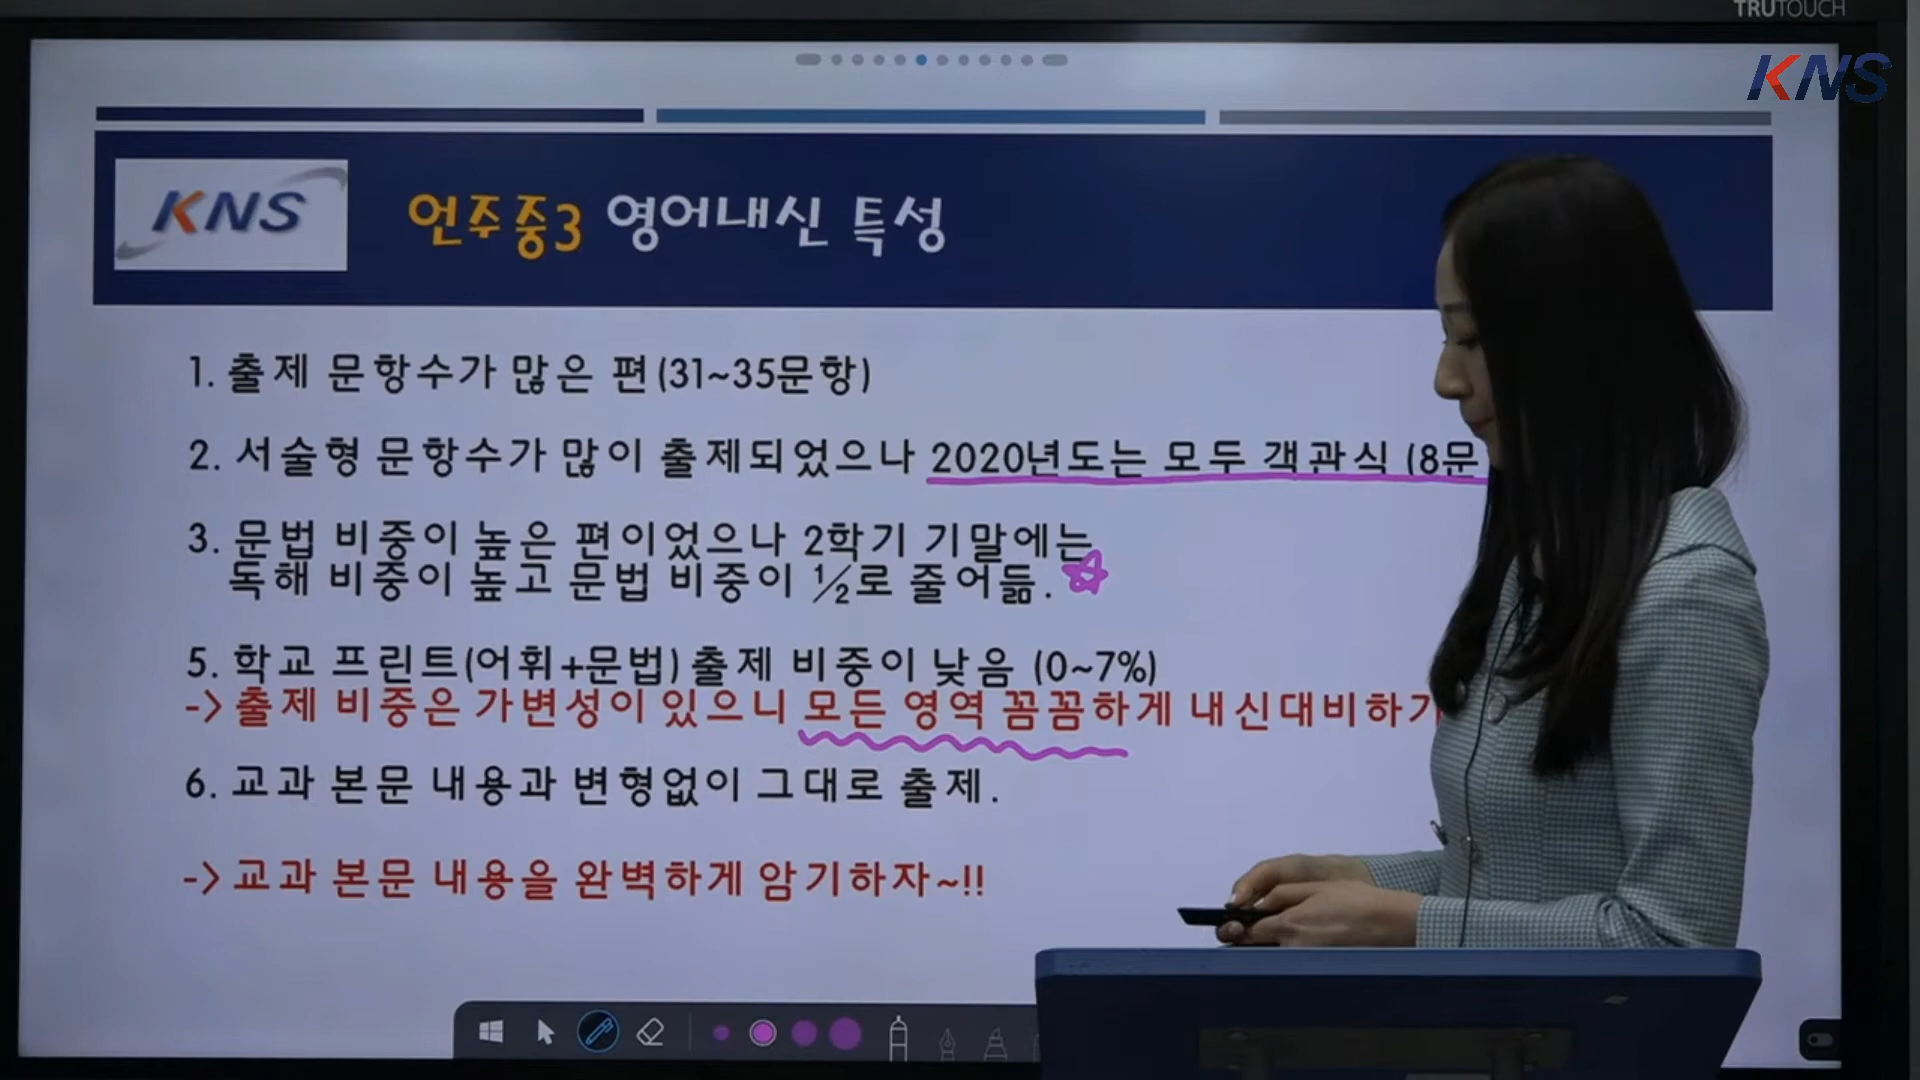 TRUTOUCH
KNS
KNS
언주중3 영어내신 특성
1. 출제 문항수가 많은 편(31~35문항)
2. 서술형 문항수가 많이 출제되었으나 2020년도는 모두 객관식 (8문
3. 문법 비중이 높은 편이었으나 2학기 기말에는
독해 비중이 높고 문법 비중이 ½로 줄어듦.
5. 학교 프린트(어휘+문법) 출제 비중이 낮음 (0~7%)
-> 출제 비중은 가변성이 있으니 모든 영역 꼼꼼하게 내신대비하기
6. 교과 본문 내용과 변형없이 그대로 출제.
-> 교과 본문 내용을 완벽하게 암기하자~!!